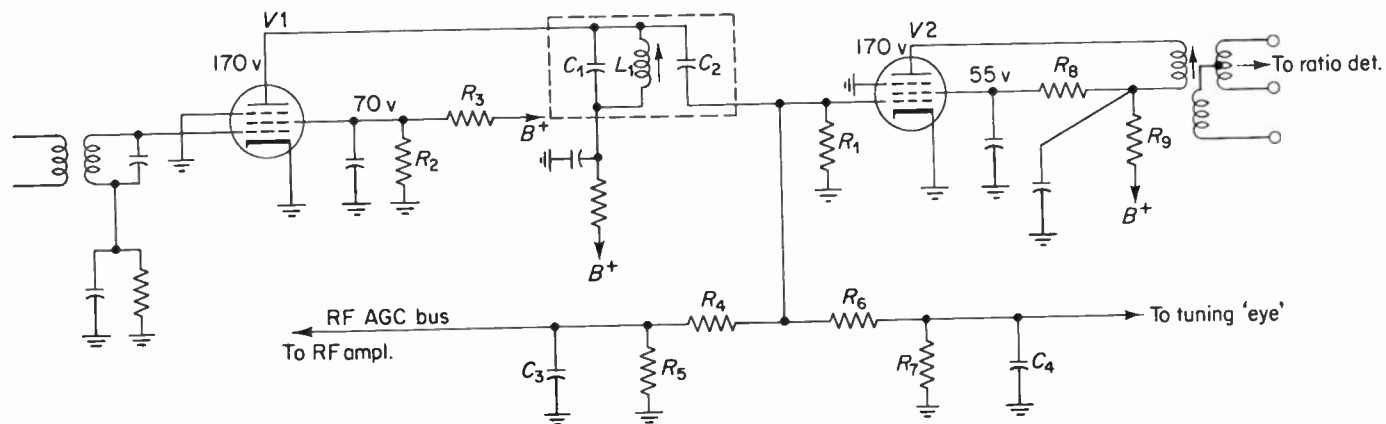 V1
170 v
70 v
R3
B+
R2
C1
L1
C2
B+
V2
170 v
55 v
R8
R1
R9
B+
To ratio det.
RF AGC bus
To RF ampl.
R4
R6
To tuning 'eye'
C3
R5
R7
C4